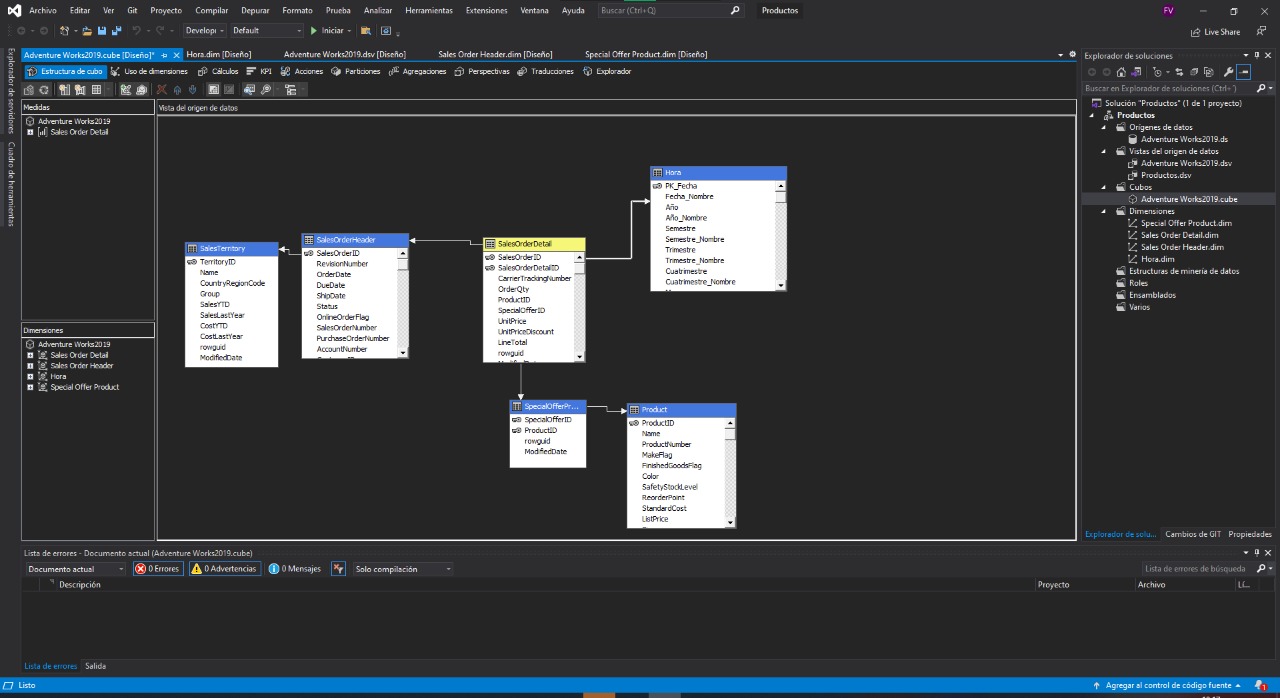 Archivo Editar Ver Git Proyecto Compilar Depurar Formato Prueba Analizar Herramientas Extensiones Ventana Ayuda Buscar (Ctrl+Q) Productos FV
Developi Default Iniciar Live Share
Explorador de servidores
Cuadro de herramientas
Adventure Works2019.cube [Diseño]* Hora.dim [Diseño] Adventure Works2019.dsv [Diseño] Sales Order Header.dim [Diseño] Special Offer Product.dim [Diseño]
Estructura de cubo Uso de dimensiones Cálculos KPI Acciones Particiones Agregaciones Perspectivas Traducciones Explorador
Medidas
Adventure Works2019
Sales Order Detail
Dimensiones
Adventure Works2019
Sales Order Detail
Sales Order Header
Hora
Special Offer Product
Vista del origen de datos
SalesTerritory
TerritoryID
Name
CountryRegionCode
Group
SalesYTD
SalesLastYear
CostYTD
CostLastYear
rowguid
ModifiedDate
SalesOrderHeader
SalesOrderID
RevisionNumber
OrderDate
DueDate
ShipDate
Status
OnlineOrderFlag
SalesOrderNumber
PurchaseOrderNumber
AccountNumber
SalesOrderDetail
SalesOrderID
SalesOrderDetailID
CarrierTrackingNumber
OrderQty
ProductID
SpecialOfferID
UnitPrice
UnitPriceDiscount
LineTotal
rowguid
Hora
PK_Fecha
Fecha_Nombre
Año
Año_Nombre
Semestre
Semestre_Nombre
Trimestre
Trimestre_Nombre
Cuatrimestre
Cuatrimestre_Nombre
SpecialOfferPr...
SpecialOfferID
ProductID
rowguid
ModifiedDate
Product
ProductID
Name
ProductNumber
MakeFlag
FinishedGoodsFlag
Color
SafetyStockLevel
ReorderPoint
StandardCost
ListPrice
Explorador de soluciones
Buscar en Explorador de soluciones (Ctrl+´)
Solución "Productos" (1 de 1 proyecto)
Productos
Orígenes de datos
Adventure Works2019.ds
Vistas del origen de datos
Adventure Works2019.dsv
Productos.dsv
Cubos
Adventure Works2019.cube
Dimensiones
Special Offer Product.dim
Sales Order Detail.dim
Sales Order Header.dim
Hora.dim
Estructuras de minería de datos
Roles
Ensamblados
Varios
Explorador de solu... Cambios de GIT Propiedades
Lista de errores - Documento actual (Adventure Works2019.cube)
Documento actual 0 Errores 0 Advertencias 0 Mensajes Solo compilación Lista de errores de búsqueda
Descripción Proyecto Archivo Lí...
Lista de errores Salida
Listo Agregar al control de código fuente 1